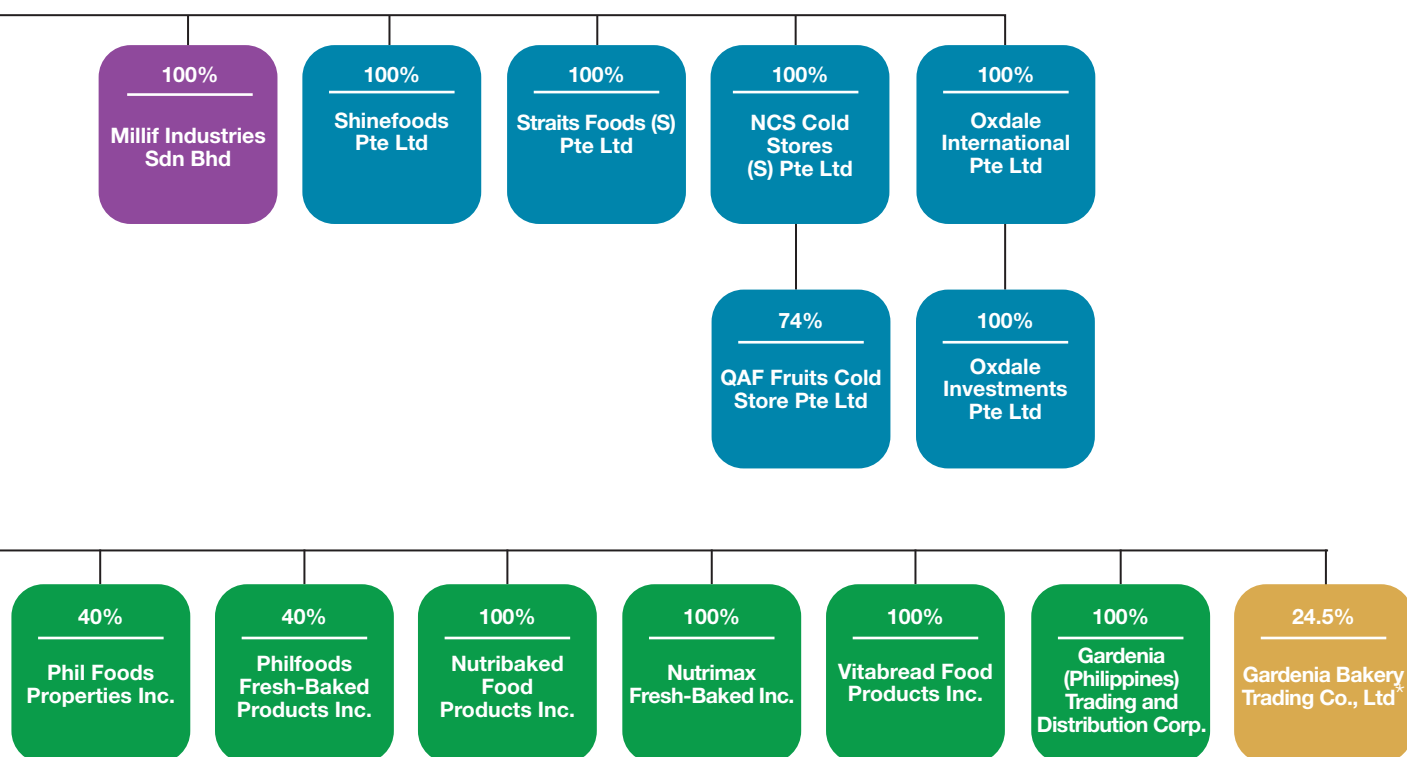 100%
Millif Industries
Sdn Bhd
100%
Shinefoods
Pte Ltd
100%
Straits Foods (S)
Pte Ltd
100%
NCS Cold
Stores
(S) Pte Ltd
100%
Oxdale
International
Pte Ltd
74%
QAF Fruits Cold
Store Pte Ltd
100%
Oxdale
Investments
Pte Ltd
40%
Phil Foods
Properties Inc.
40%
Philfoods
Fresh-Baked
Products Inc.
100%
Nutribaked
Food
Products Inc.
100%
Nutrimax
Fresh-Baked Inc.
100%
Vitabread Food
Products Inc.
100%
Gardenia
(Philippines)
Trading and
Distribution Corp.
24.5%
Gardenia Bakery
Trading Co., Ltd*